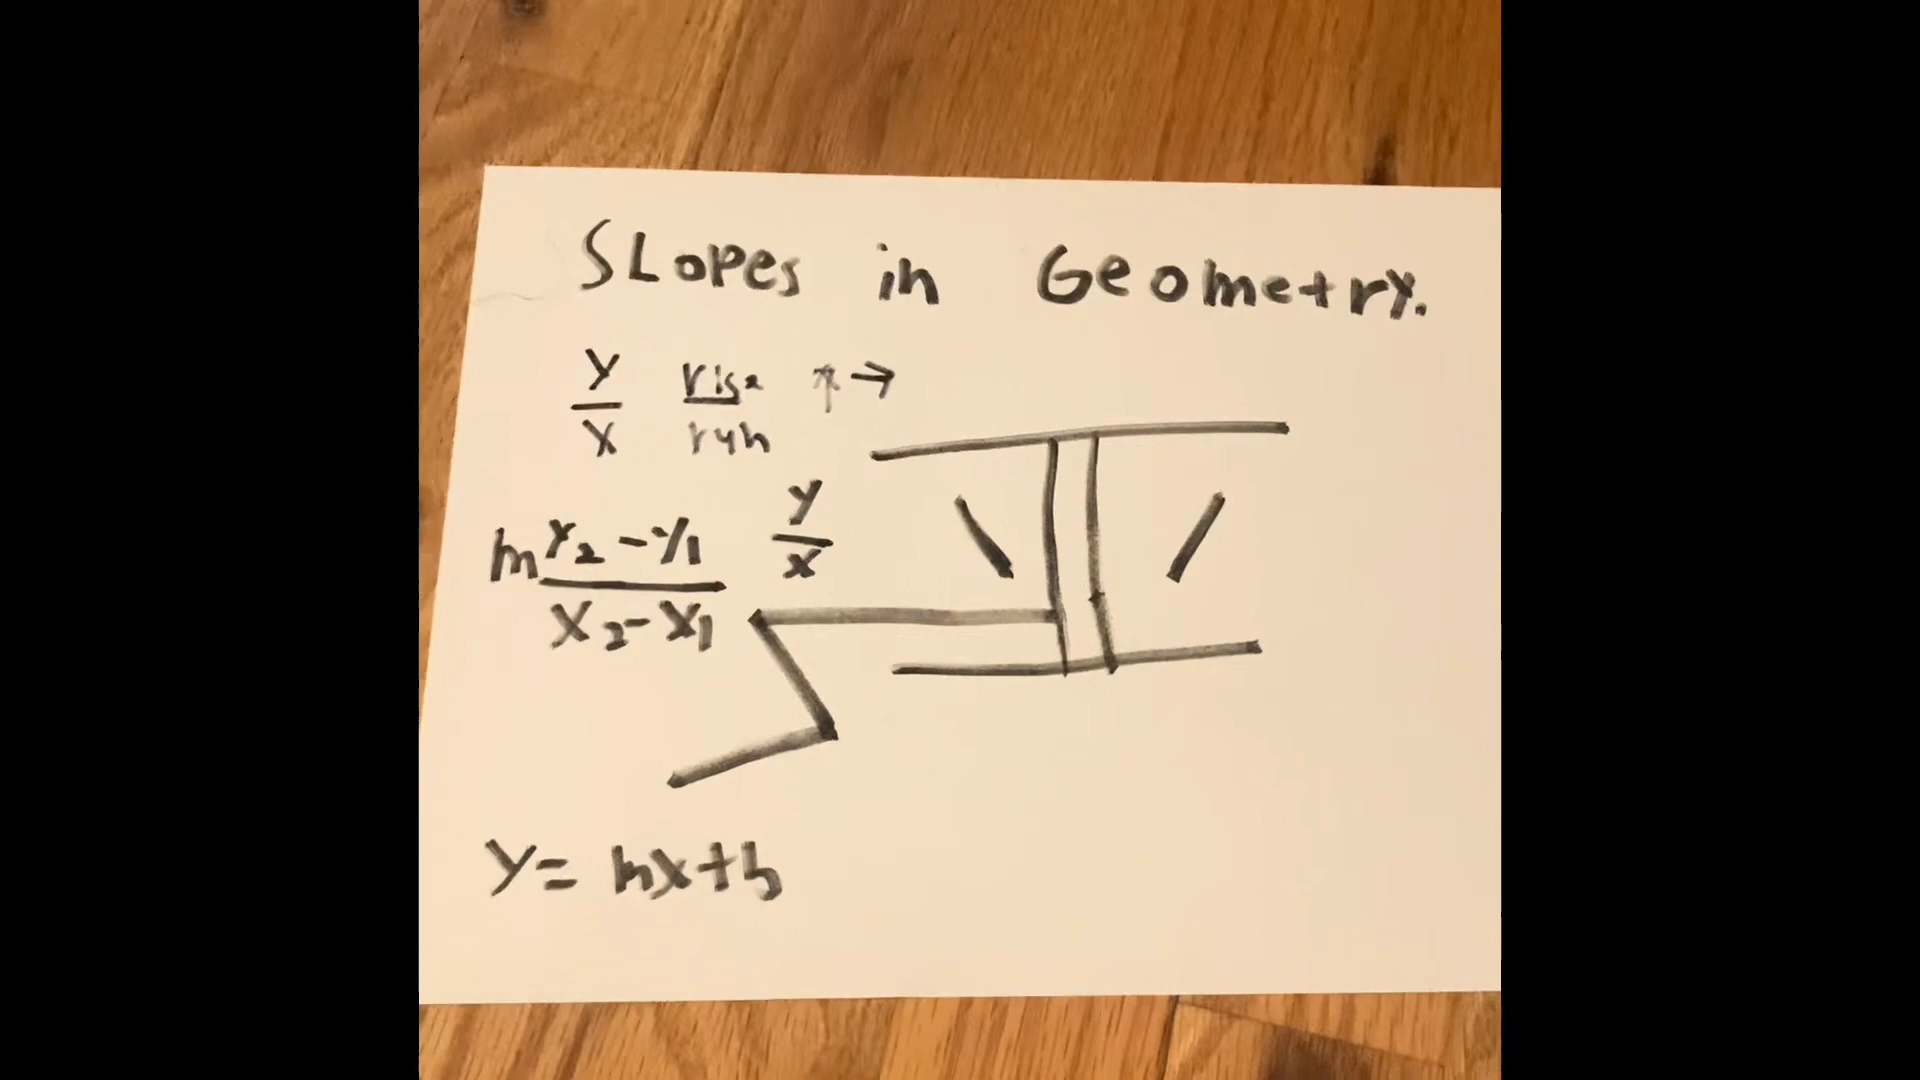 SLopes in Geometry.
Y/X rise/run ↑→
m Y₂-Y₁/X₂-X₁ Y/X
Y= mx+b